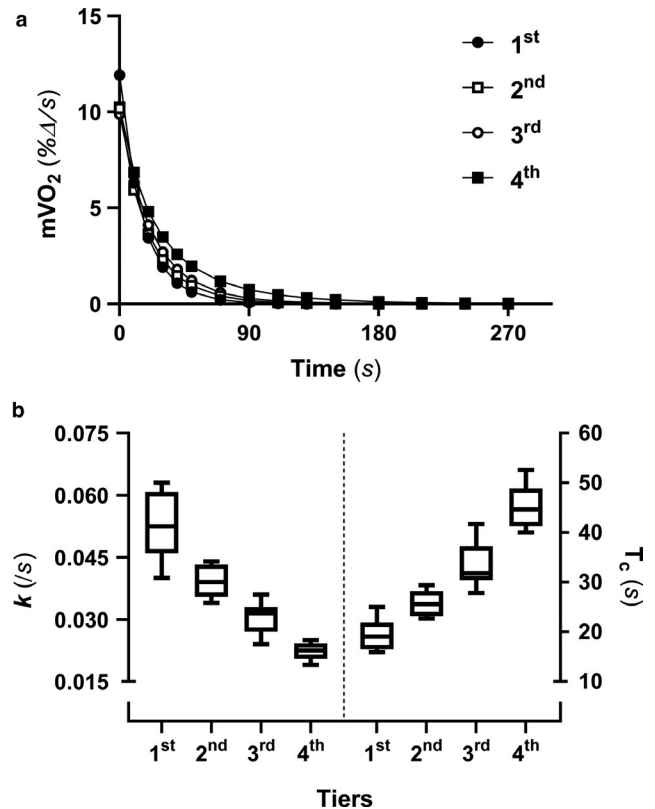 a
mVO₂ (%Δ/s)
15
10
5
0
0 90 180 270
Time (s)
1ˢᵗ
2ⁿᵈ
3ʳᵈ
4ᵗʰ
b
k (/s)
0.075
0.060
0.045
0.030
0.015
60
50
40
30
20
10
T_c (s)
1ˢᵗ 2ⁿᵈ 3ʳᵈ 4ᵗʰ 1ˢᵗ 2ⁿᵈ 3ʳᵈ 4ᵗʰ
Tiers